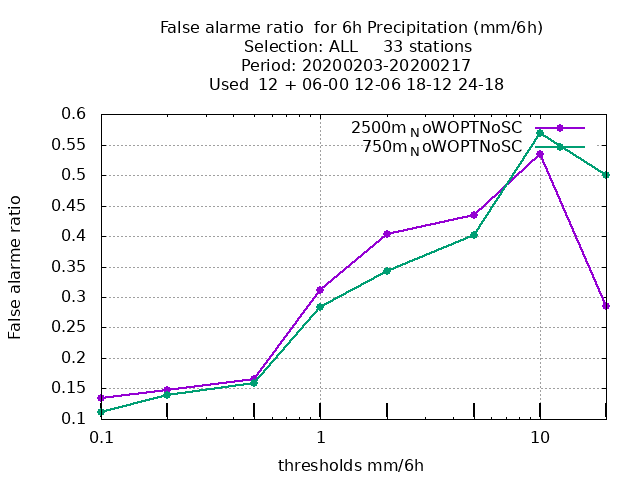 False alarme ratio  for 6h Precipitation (mm/6h)
Selection: ALL     33 stations
Period: 20200203-20200217
Used  12 + 06-00 12-06 18-12 24-18
2500m_NoWOPTNoSC
750m_NoWOPTNoSC
0.6
0.55
0.5
0.45
0.4
0.35
0.3
0.25
0.2
0.15
0.1
False alarme ratio
0.1 1 10
thresholds mm/6h